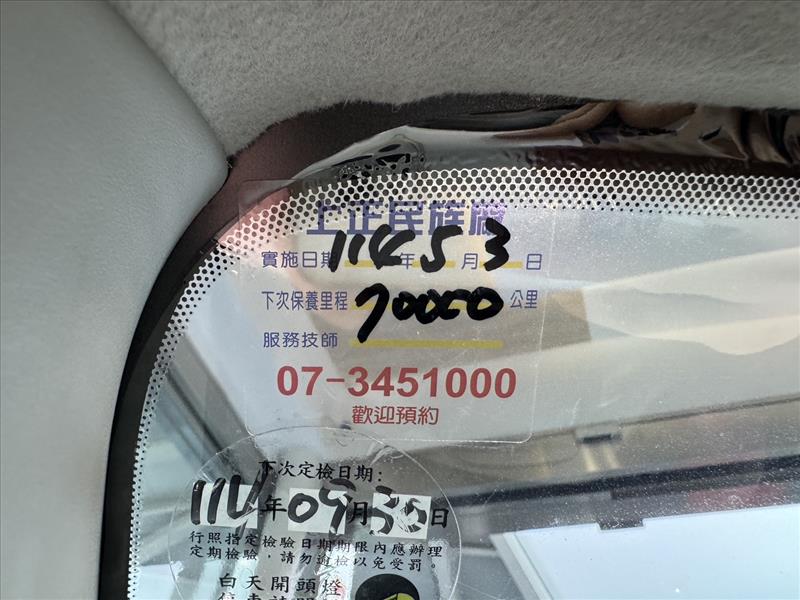 上正民族廠
實施日期 114 年 5 月 3 日
下次保養里程 70000 公里
服務技師
07-3451000
歡迎預約
下次定檢日期:
114年09月30日
行照指定檢驗日期期限內應辦理
定期檢驗，請勿逾檢以免受罰。
白天開頭燈